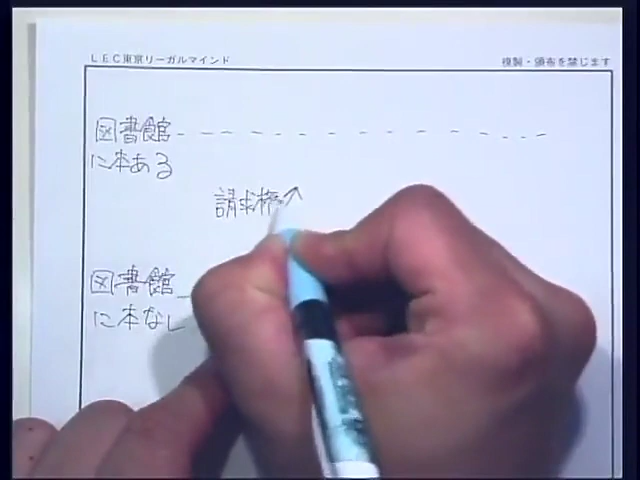 LEC東京リーガルマインド
複製・頒布を禁じます
図書館
に本ある
請求権
図書館
に本なし